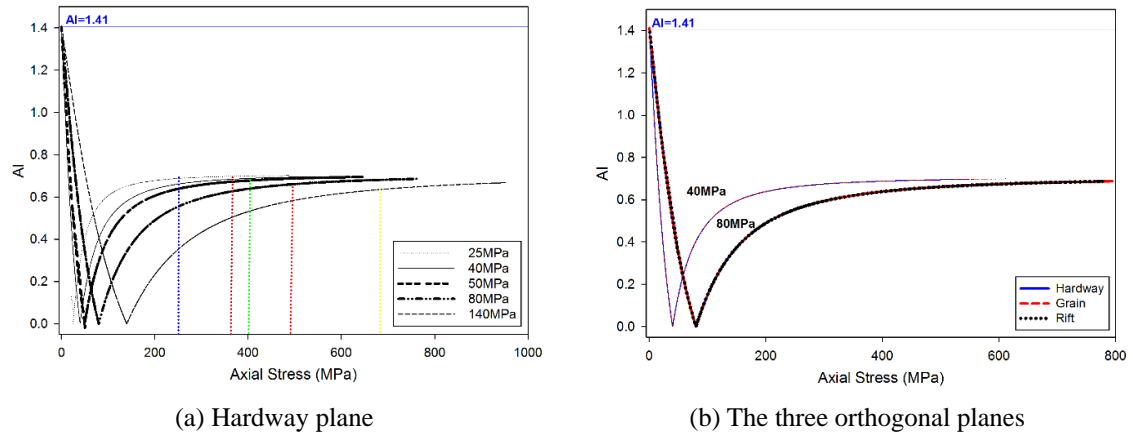 AI=1.41
1.4
1.2
1.0
0.8
0.6
0.4
0.2
0.0
AI
0
200
400
600
800
1000
Axial Stress (MPa)
25MPa
40MPa
50MPa
80MPa
140MPa
(a) Hardway plane
AI=1.41
1.4
1.2
1.0
0.8
0.6
0.4
0.2
0.0
AI
40MPa
80MPa
0
200
400
600
800
Axial Stress (MPa)
Hardway
Grain
Rift
(b) The three orthogonal planes